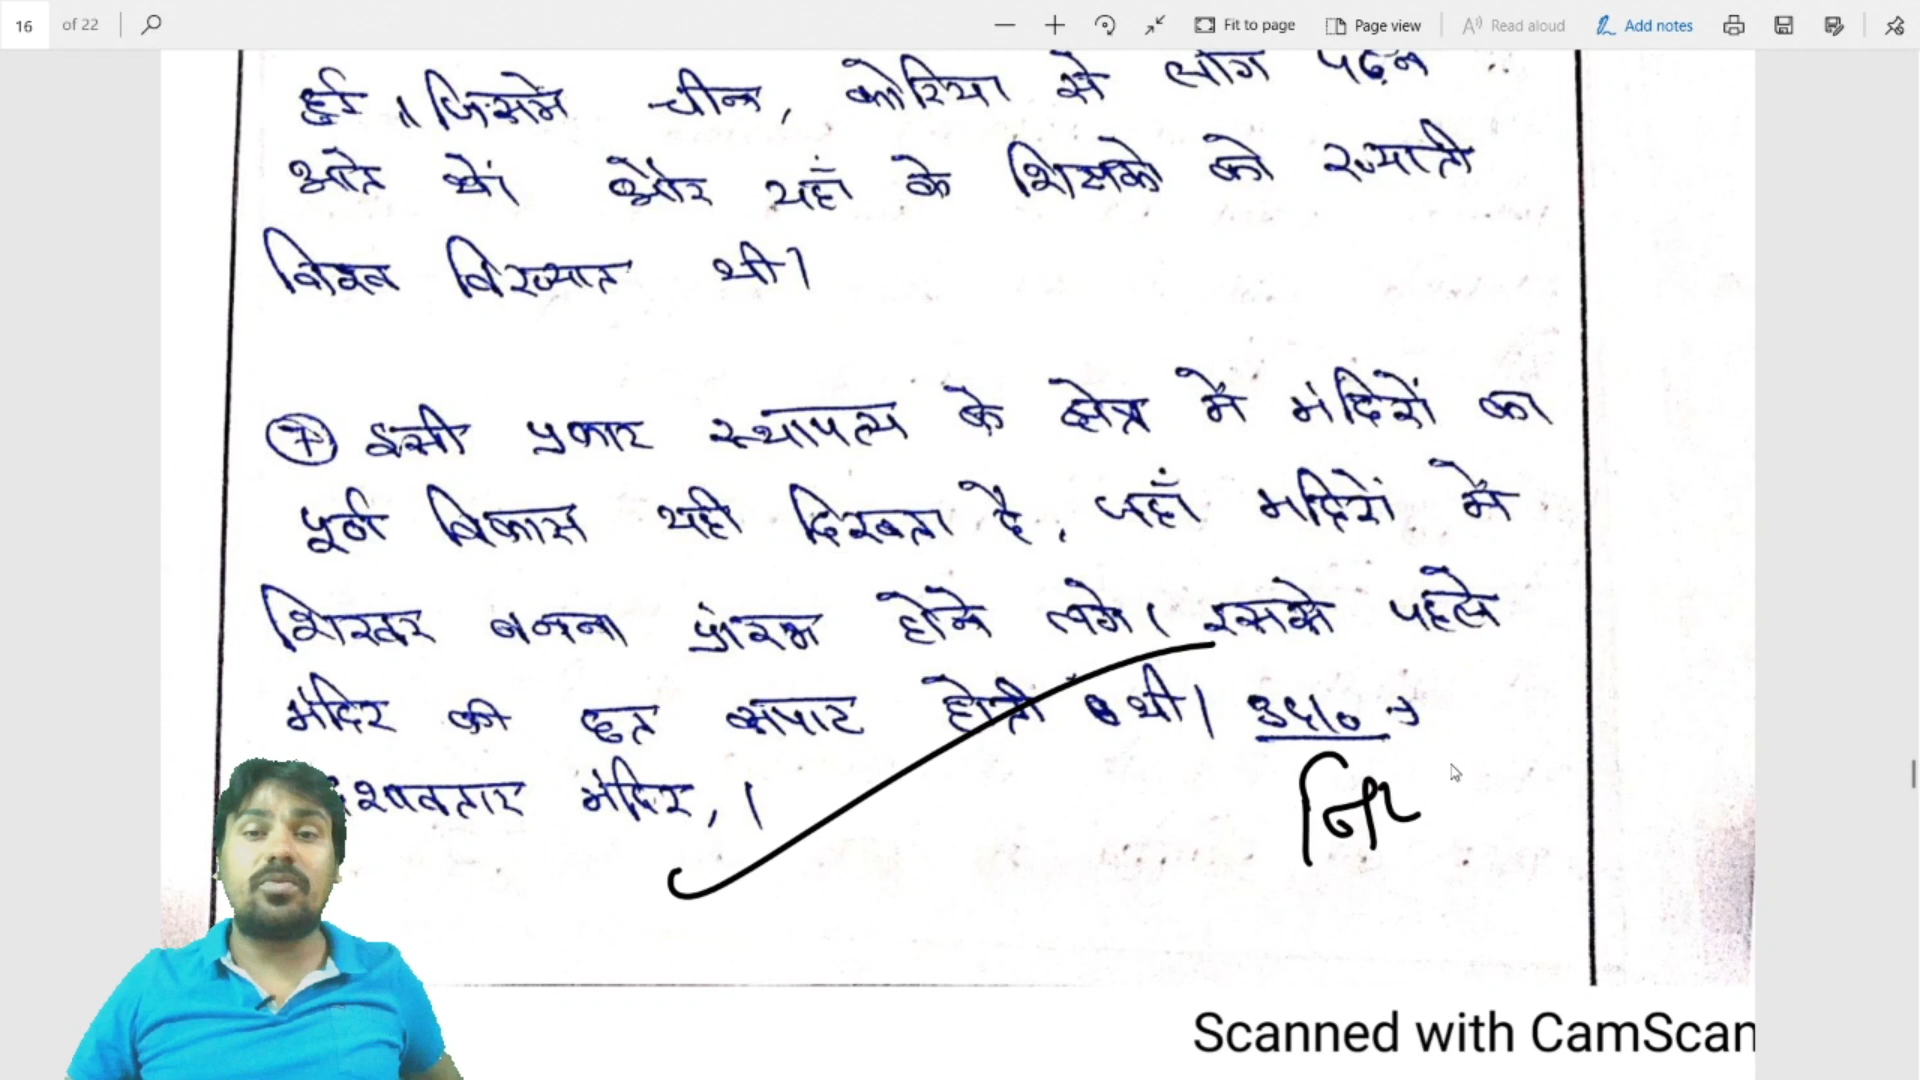 16 of 22 Fit to page Page view Read aloud Add notes
हुई ।। जिसमें चीन, कोरिया से लोग पढ़ने
आते थे। और यहाँ के शिक्षको की ख्याती
विश्व विख्यात थी।
7 इसी प्रकार स्थापत्य के क्षेत्र में मंदिरों का
पूर्ण विकास यही दिखता है, जहाँ मंदिरों में
शिखर बनना प्रारंभ होने लगे। इसके पहले
मंदिर की छत सपाट होती थी। उदा० →
दशावतार मंदिर, ।
Scanned with CamScan